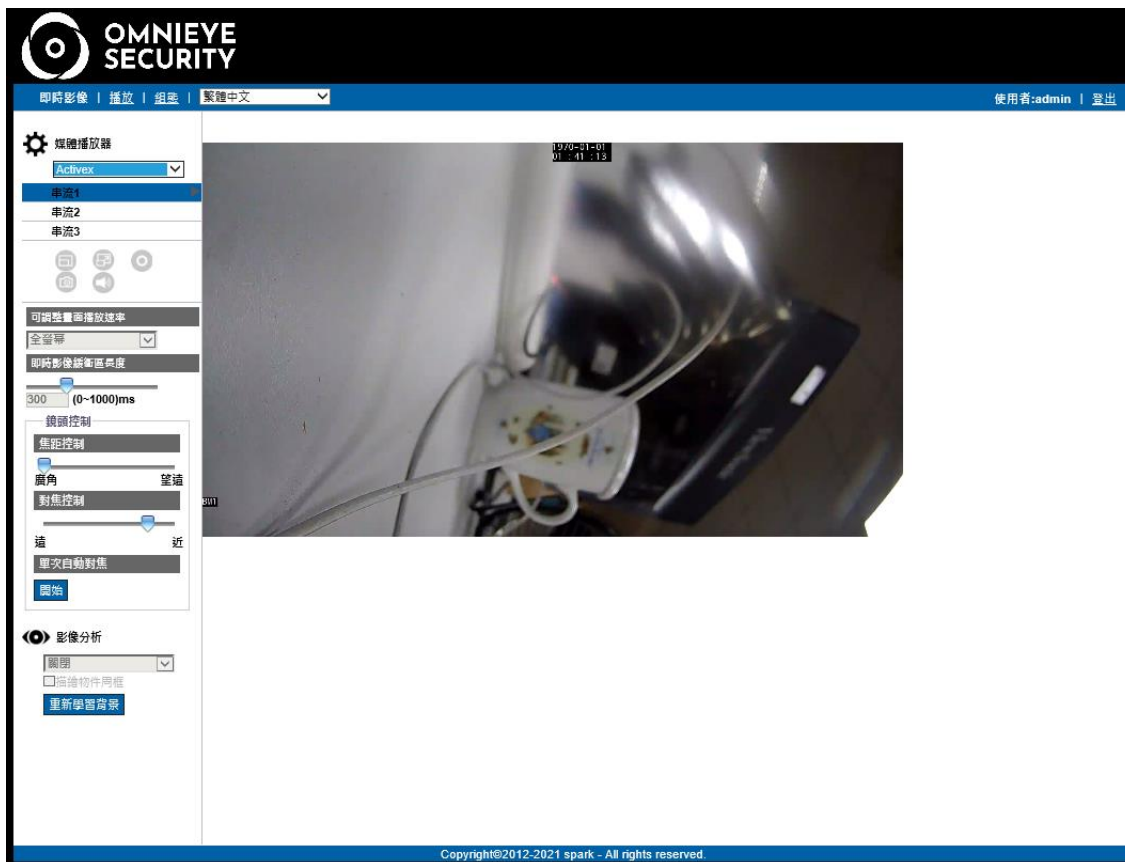 OMNIEYE
SECURITY
即時影像 | 播放 | 組態 | 繁體中文
使用者:admin | 登出
媒體播放器
Activex
串流1
串流2
串流3
可調整畫面播放速率
全螢幕
即時影像緩衝區長度
300 (0~1000)ms
鏡頭控制
焦距控制
廣角 望遠
對焦控制
遠 近
單次自動對焦
開始
影像分析
關閉
描繪物件周框
重新學習背景
1970-01-01
01:41:13
Copyright©2012-2021 spark - All rights reserved.